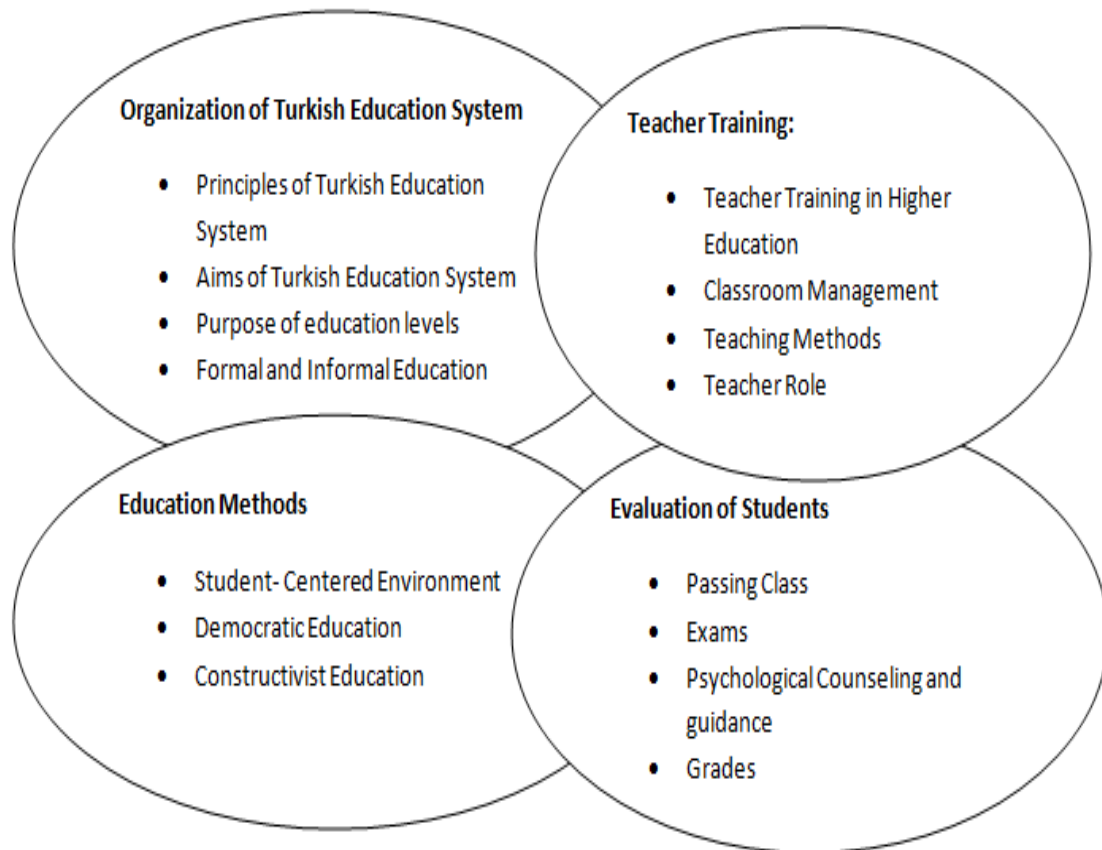 Organization of Turkish Education System
• Principles of Turkish Education
System
• Aims of Turkish Education System
• Purpose of education levels
• Formal and Informal Education
Teacher Training:
• Teacher Training in Higher
Education
• Classroom Management
• Teaching Methods
• Teacher Role
Education Methods
• Student- Centered Environment
• Democratic Education
• Constructivist Education
Evaluation of Students
• Passing Class
• Exams
• Psychological Counseling and
guidance
• Grades